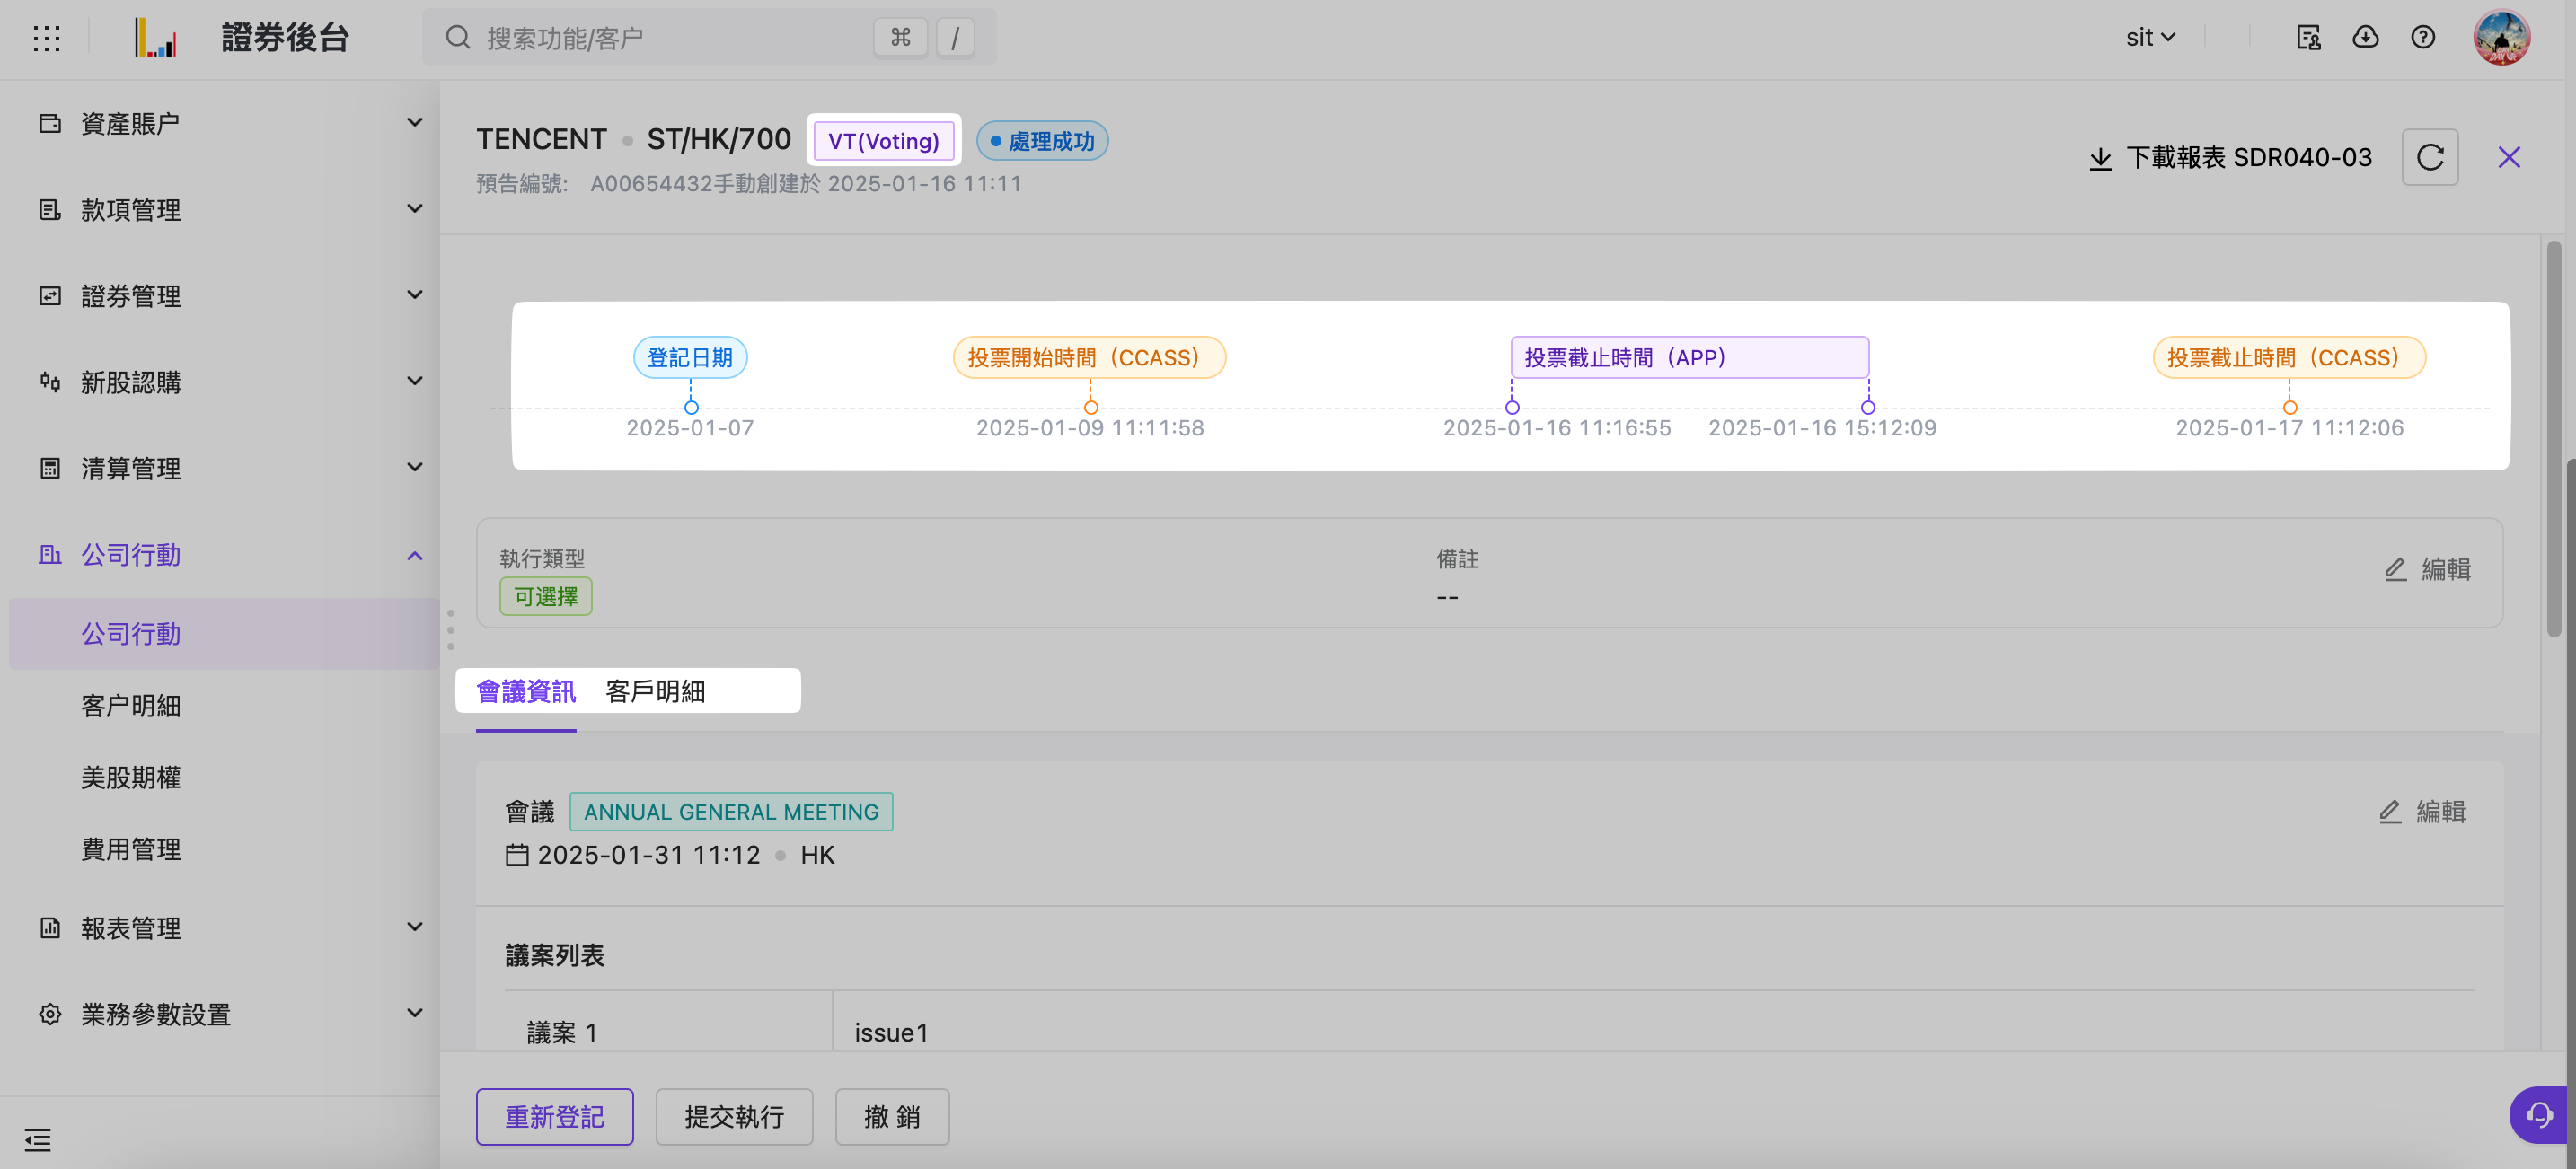 證券後台
搜索功能/客户
⌘ /
sit
資產賬户
款項管理
證券管理
新股認購
清算管理
公司行動
公司行動
客户明細
美股期權
費用管理
報表管理
業務參數設置
TENCENT ST/HK/700 VT(Voting) 處理成功
預告編號: A00654432手動創建於 2025-01-16 11:11
下載報表 SDR040-03
登記日期
投票開始時間（CCASS）
投票截止時間（APP）
投票截止時間（CCASS）
2025-01-07
2025-01-09 11:11:58
2025-01-16 11:16:55
2025-01-16 15:12:09
2025-01-17 11:12:06
執行類型
可選擇
備註
--
編輯
會議資訊 客戶明細
會議 ANNUAL GENERAL MEETING
編輯
2025-01-31 11:12 HK
議案列表
議案 1 issue1
重新登記 提交執行 撤 銷